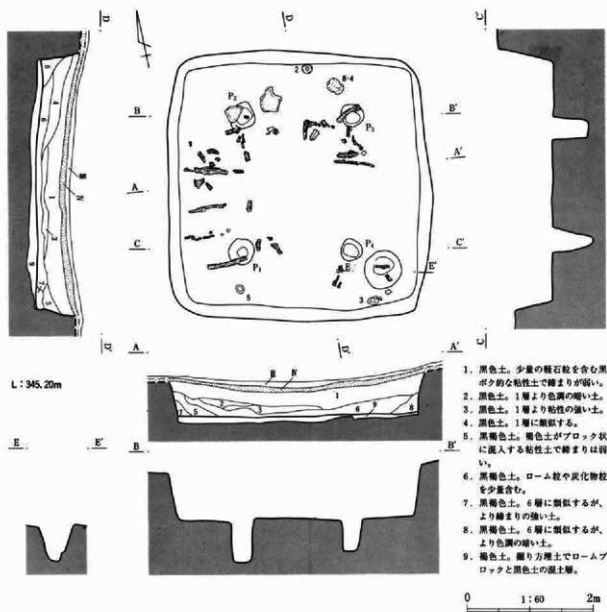 D
D
C'
2
8-4
P2
P3
B
B'
A
A'
C
C'
P1
P4
E
E'
5
3
D'
D'
C
A
A'
III
IV
1
L：345.20m
E
E'
B
B'
1．黒色土。少量の軽石粒を含む黒
ボク的な粘性土で締まりが弱い。
2．黒色土。1層より色調の暗い土。
3．黒色土。1層より粘性の強い土。
4．黒色土。1層に類似する。
5．黒褐色土。褐色土がブロック状
に混入する粘性土で締まりは弱
い。
6．黒褐色土。ローム粒や炭化物粒
を少量含む。
7．黒褐色土。6層に類似するが、
より締まりの強い土。
8．黒褐色土。6層に類似するが、
より色調の暗い土。
9．褐色土。掘り方埋土でロームブ
ロックと黒色土の混土層。
0 1:60 2m